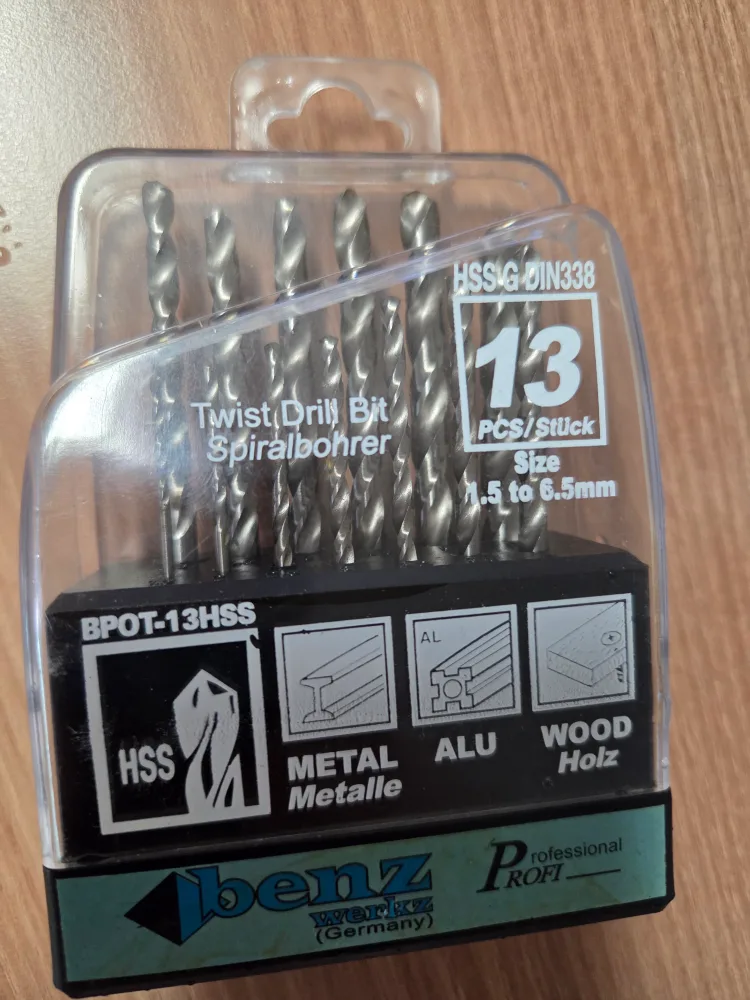 HSS-G DIN338
13
PCS/Stück
Size
1.5 to 6.5mm
Twist Drill Bit
Spiralbohrer
BPOT-13HSS
HSS
METAL
Metalle
AL
ALU
WOOD
Holz
benz
werkz
(Germany)
Professional
PROFI